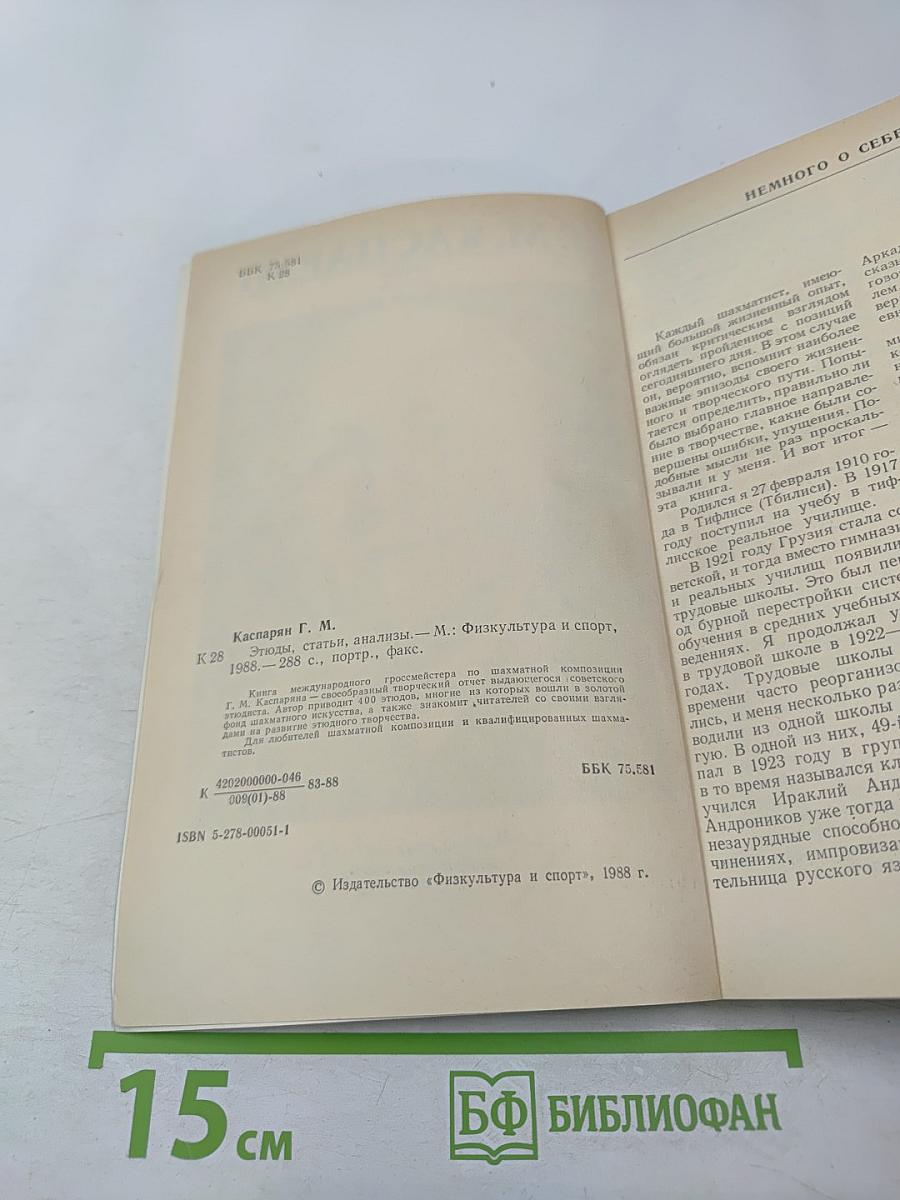 ББК 75.581
К 28
Каспарян Г. М.
К 28 Этюды, статьи, анализы.— М.: Физкультура и спорт,
1988.— 288 с., портр., факс.
Книга международного гроссмейстера по шахматной композиции
Г. М. Каспаряна — своеобразный творческий отчет выдающегося советского
этюдиста. Автор приводит 400 этюдов, многие из которых вошли в золотой
фонд шахматного искусства, а также знакомит читателей со своими взгля-
дами на развитие этюдного творчества.
Для любителей шахматной композиции и квалифицированных шахма-
тистов.
К 4202000000-046 83-88
009(01)-88
ББК 75.581
ISBN 5-278-00051-1
© Издательство «Физкультура и спорт», 1988 г.
НЕМНОГО О СЕБЕ
Каждый шахматист, имею-
щий большой жизненный опыт,
обязан критическим взглядом
оглядеть пройденное с позиций
сегодняшнего дня. В этом случае
он, вероятно, вспомнит наиболее
важные эпизоды своего жизнен-
ного и творческого пути. Попы-
тается определить, правильно ли
было выбрано главное направле-
ние в творчестве, какие были со-
вершены ошибки, упущения. По-
добные мысли не раз проскаль-
зывали и у меня. И вот итог —
эта книга.
Родился я 27 февраля 1910 го-
да в Тифлисе (Тбилиси). В 1917
году поступил на учебу в тиф-
лисское реальное училище.
В 1921 году Грузия стала со
ветской, и тогда вместо гимнази
и реальных училищ появили
трудовые школы. Это был пе
од бурной перестройки сист
обучения в средних учебных
ведениях. Я продолжал у
в трудовой школе в 1922—
годах. Трудовые школы
времени часто реорганизо
лись, и меня несколько раз
водили из одной школы
гую. В одной из них, 49-й
пал в 1923 году в груп
в то время назывался кл
учился Ираклий Анд
Андроников уже тогда
незаурядные способно
чинениях, импровиза
тельница русского яз
Арка
сказы
гово
лем
вер
евн
м
к
н
15 см
БФ БИБЛИОФАН